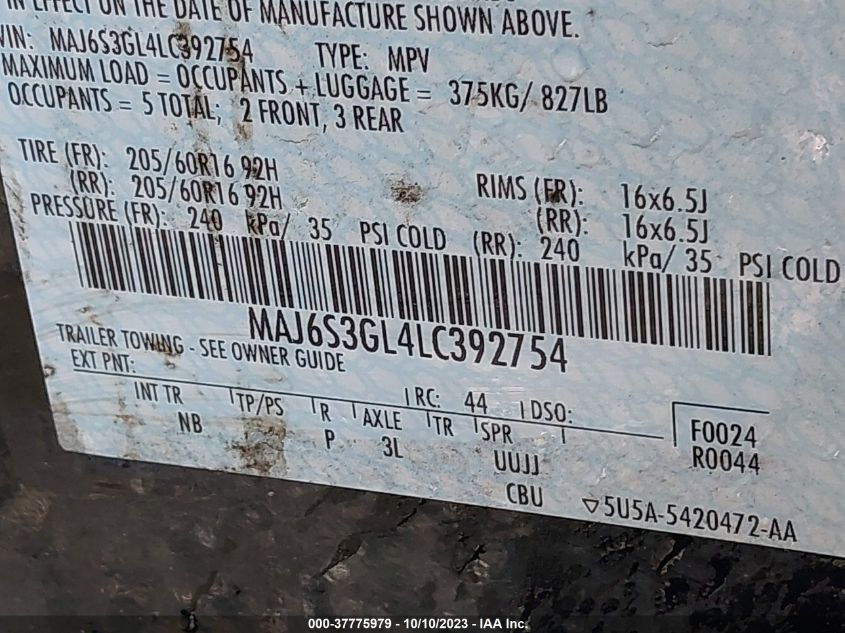 IN EFFECT ON THE DATE OF MANUFACTURE SHOWN ABOVE.
VIN: MAJ6S3GL4LC392754 TYPE: MPV
MAXIMUM LOAD = OCCUPANTS + LUGGAGE = 375KG/ 827LB
OCCUPANTS = 5 TOTAL; 2 FRONT, 3 REAR
TIRE (FR): 205/60R16 92H RIMS (FR): 16x6.5J
(RR): 205/60R16 92H (RR): 16x6.5J
PRESSURE (FR): 240 kPa/ 35 PSI COLD (RR): 240 kPa/ 35 PSI COLD
MAJ6S3GL4LC392754
TRAILER TOWING - SEE OWNER GUIDE
EXT PNT: RC: 44 DSO:
INT TR TP/PS R AXLE TR SPR F0024
NB P 3L UUJJ R0044
CBU ▽5U5A-5420472-AA
000-37775979 - 10/10/2023 - IAA Inc.